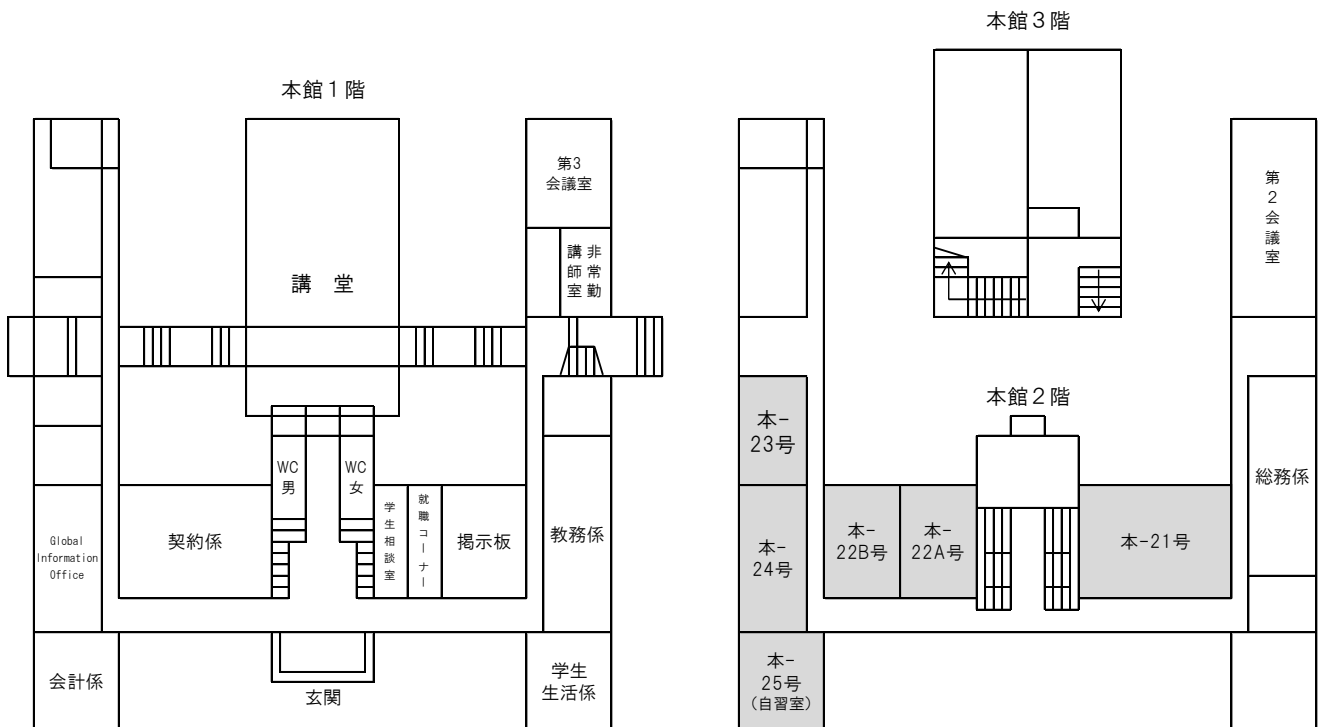 本館1階
第3
会議室
非常勤
講師室
講 堂
WC
男
WC
女
学生相談室
就職コーナー
掲示板
教務係
契約係
Global
Information
Office
会計係
玄関
学生
生活係
本館3階
第2会議室
本館2階
本-
23号
総務係
本-
24号
本-
22B号
本-
22A号
本-21号
本-
25号
(自習室)